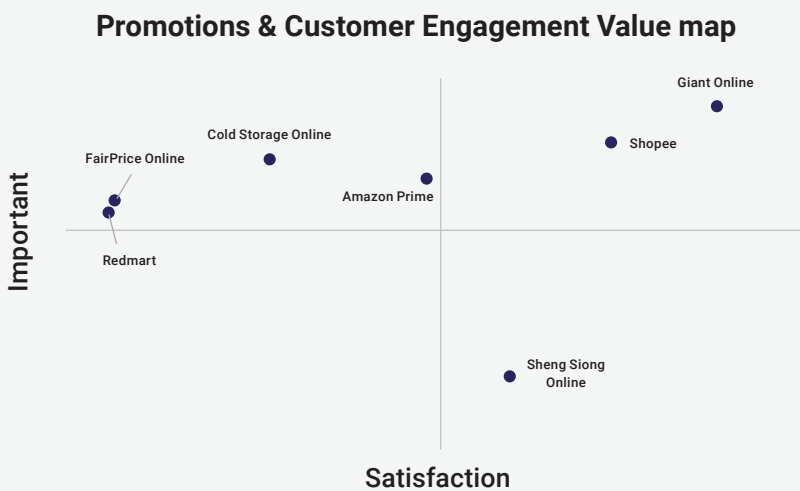 Promotions & Customer Engagement Value map
Giant Online
Cold Storage Online
Shopee
FairPrice Online
Amazon Prime
Important
Redmart
Sheng Siong
Online
Satisfaction